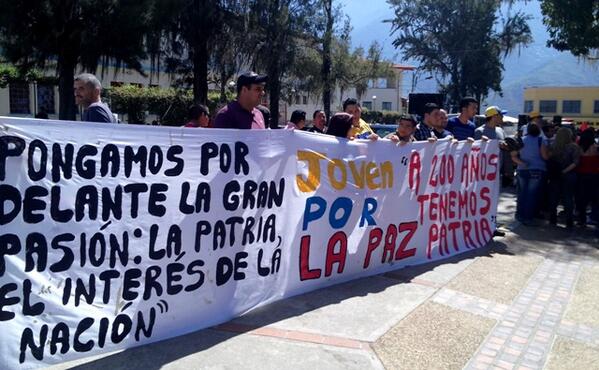 PONGAMOS POR
DELANTE LA GRAN
PASIÓN: LA PATRIA,
EL INTERÉS DE LA
NACIÓN"
Joven
POR
LA PAZ
"A 200 AÑOS
TENEMOS
PATRIA"